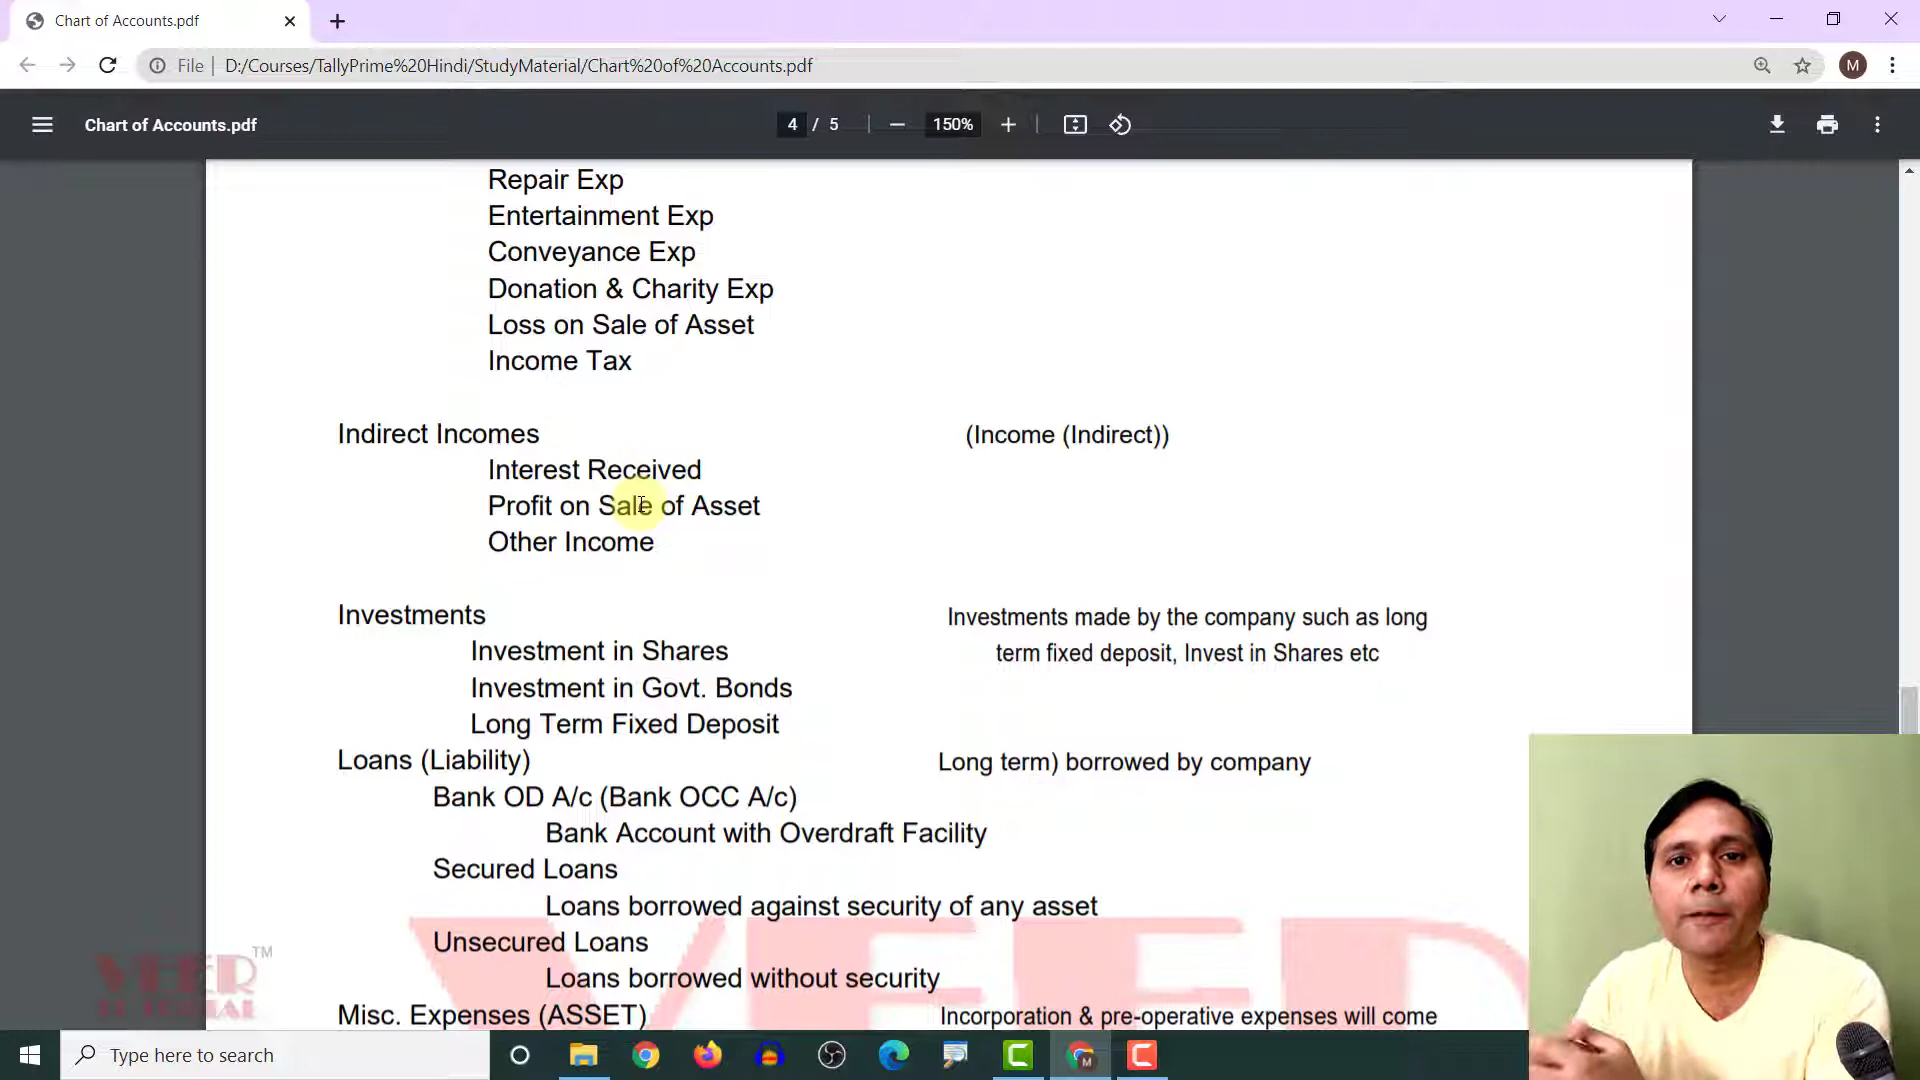 Chart of Accounts.pdf
File
D:/Courses/TallyPrime%20Hindi/StudyMaterial/Chart%20of%20Accounts.pdf
M
Chart of Accounts.pdf
4 / 5
150%
Repair Exp
Entertainment Exp
Conveyance Exp
Donation & Charity Exp
Loss on Sale of Asset
Income Tax
Indirect Incomes (Income (Indirect))
Interest Received
Profit on Sale of Asset
Other Income
Investments Investments made by the company such as long
Investment in Shares term fixed deposit, Invest in Shares etc
Investment in Govt. Bonds
Long Term Fixed Deposit
Loans (Liability) Long term) borrowed by company
Bank OD A/c (Bank OCC A/c)
Bank Account with Overdraft Facility
Secured Loans
Loans borrowed against security of any asset
Unsecured Loans
Loans borrowed without security
Misc. Expenses (ASSET) Incorporation & pre-operative expenses will come
VEER TM
Type here to search
M